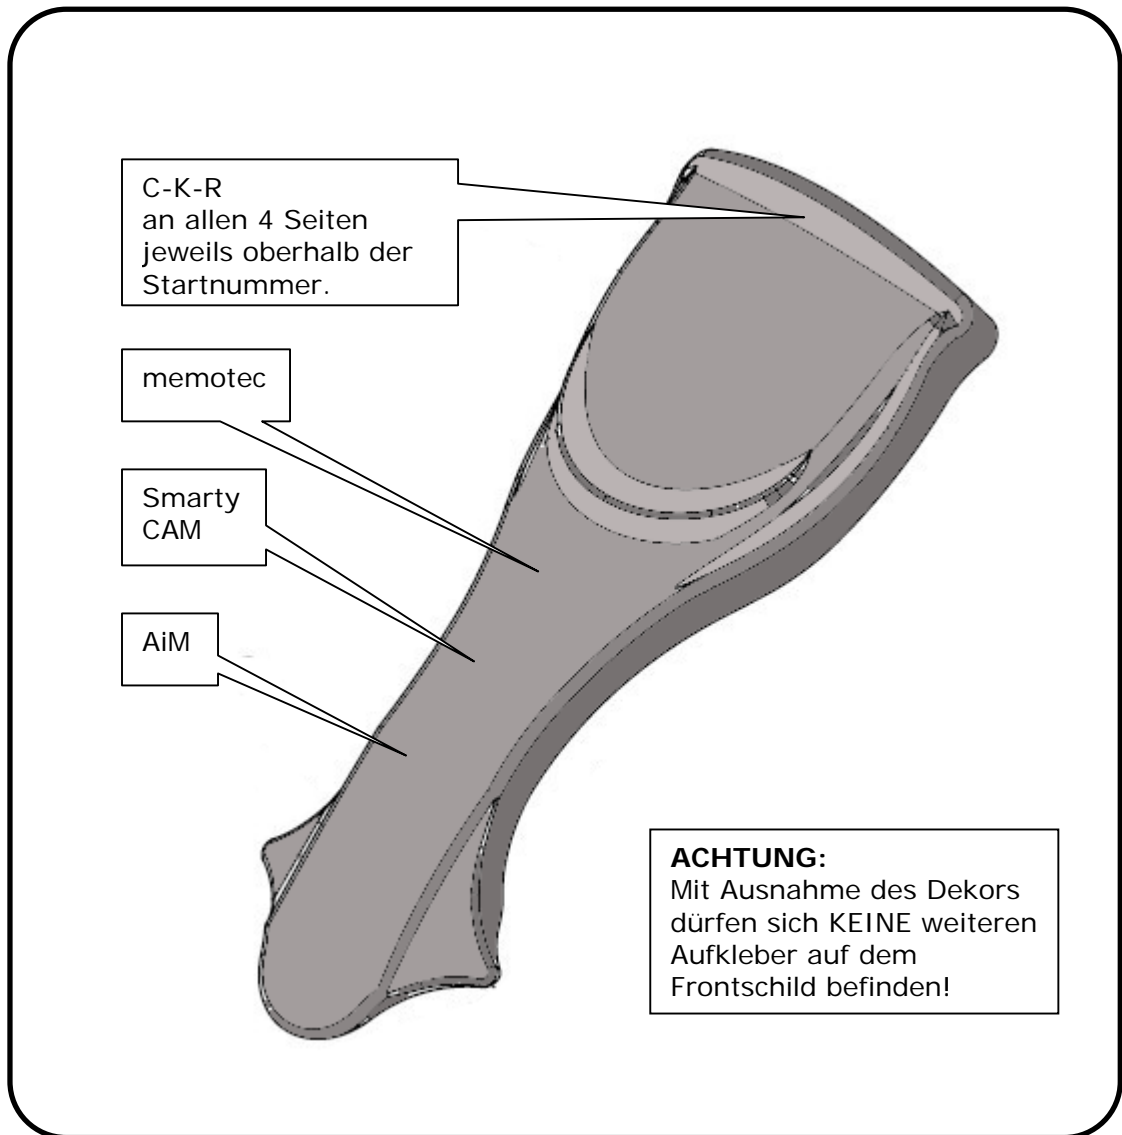 C-K-R
an allen 4 Seiten
jeweils oberhalb der
Startnummer.
memotec
Smarty
CAM
AiM
ACHTUNG:
Mit Ausnahme des Dekors
dürfen sich KEINE weiteren
Aufkleber auf dem
Frontschild befinden!